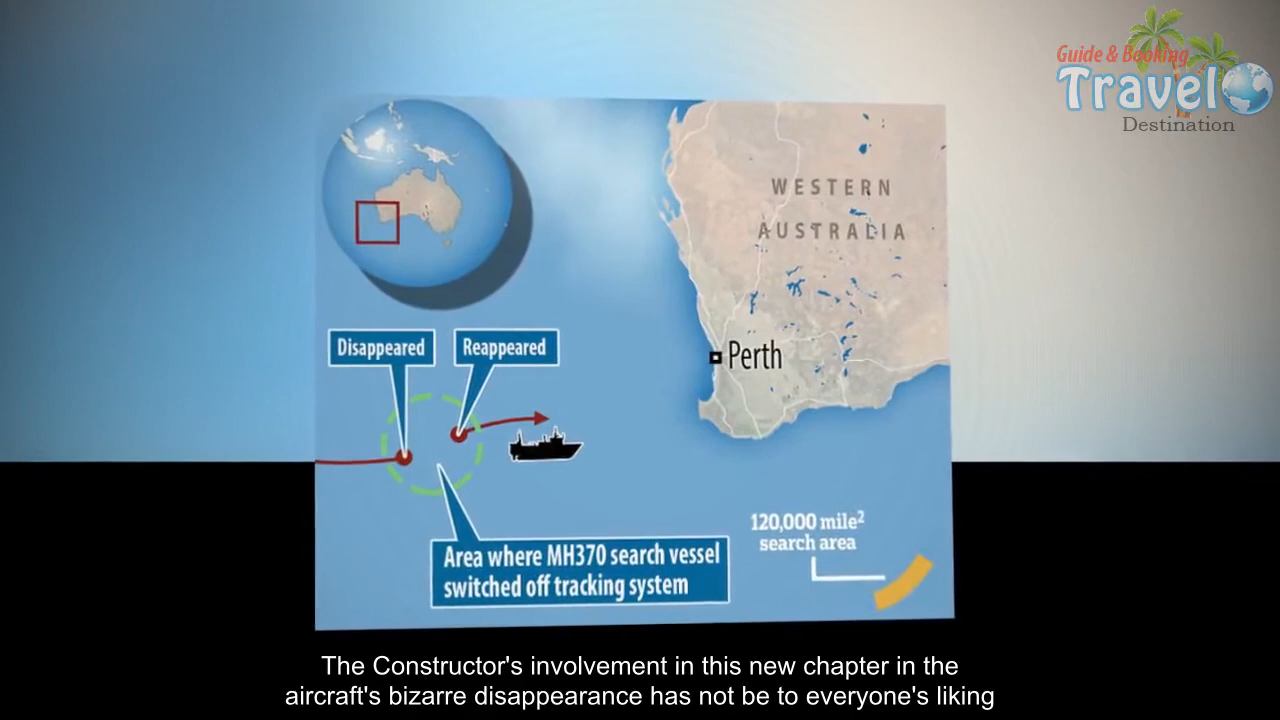 Guide & Booking
Travel
Destination
WESTERN
AUSTRALIA
Disappeared
Reappeared
Perth
120,000 mile²
search area
Area where MH370 search vessel
switched off tracking system
The Constructor's involvement in this new chapter in the
aircraft's bizarre disappearance has not be to everyone's liking